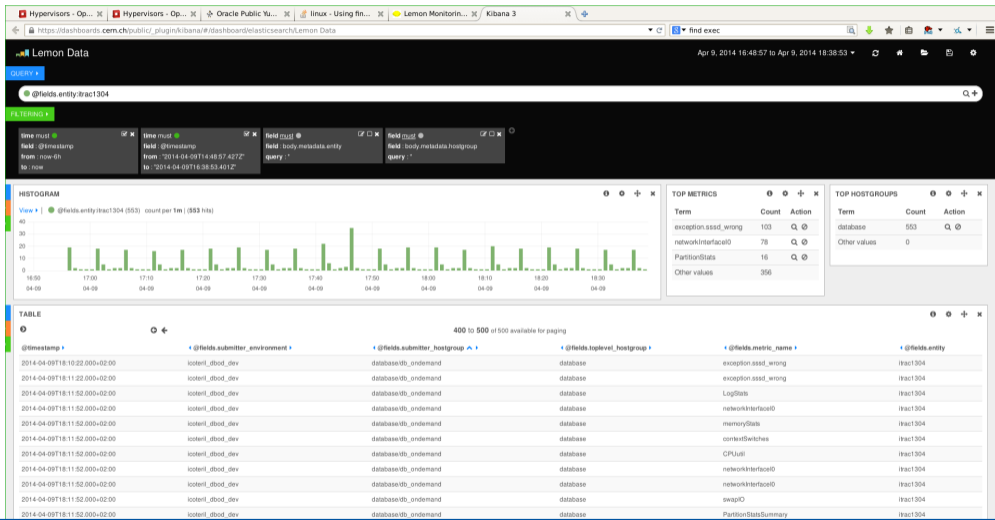 Hypervisors - Op... Hypervisors - Op... Oracle Public Yu... linux - Using fin... Lemon Monitorin... Kibana 3
https://dashboards.cern.ch/public/_plugin/kibana/#/dashboard/elasticsearch/Lemon Data find exec
Lemon Data Apr 9, 2014 16:48:57 to Apr 9, 2014 18:38:53
QUERY
@fields.entity:itrac1304
FILTERING
time must time must field must field must
field : @timestamp field : @timestamp field : body.metadata.entity field : body.metadata.hostgroup
from : now-6h from : "2014-04-09T14:48:57.427Z" query : * query : *
to : now to : "2014-04-09T16:38:53.401Z"
HISTOGRAM TOP METRICS TOP HOSTGROUPS
View @fields.entity:itrac1304 (553) count per 1m | (553 hits) Term Count Action Term Count Action
40
30 exception.sssd_wrong 103 database 553
20 networkInterfaceIO 78 Other values 0
10 PartitionStats 16
0 Other values 356
16:50 17:00 17:10 17:20 17:30 17:40 17:50 18:00 18:10 18:20 18:30
04-09 04-09 04-09 04-09 04-09 04-09 04-09 04-09 04-09 04-09 04-09
TABLE
400 to 500 of 500 available for paging
@timestamp @fields.submitter_environment @fields.submitter_hostgroup @fields.toplevel_hostgroup @fields.metric_name @fields.entity
2014-04-09T18:10:22.000+02:00 icoteril_dbod_dev database/db_ondemand database exception.sssd_wrong itrac1304
2014-04-09T18:11:22.000+02:00 icoteril_dbod_dev database/db_ondemand database exception.sssd_wrong itrac1304
2014-04-09T18:11:52.000+02:00 icoteril_dbod_dev database/db_ondemand database LogStats itrac1304
2014-04-09T18:11:52.000+02:00 icoteril_dbod_dev database/db_ondemand database networkInterfaceIO itrac1304
2014-04-09T18:11:52.000+02:00 icoteril_dbod_dev database/db_ondemand database memoryStats itrac1304
2014-04-09T18:11:52.000+02:00 icoteril_dbod_dev database/db_ondemand database contextSwitches itrac1304
2014-04-09T18:11:52.000+02:00 icoteril_dbod_dev database/db_ondemand database CPUutil itrac1304
2014-04-09T18:11:52.000+02:00 icoteril_dbod_dev database/db_ondemand database networkInterfaceIO itrac1304
2014-04-09T18:11:52.000+02:00 icoteril_dbod_dev database/db_ondemand database networkInterfaceIO itrac1304
2014-04-09T18:11:52.000+02:00 icoteril_dbod_dev database/db_ondemand database swapIO itrac1304
2014-04-09T18:11:52.000+02:00 icoteril_dbod_dev database/db_ondemand database PartitionStatsSummary itrac1304